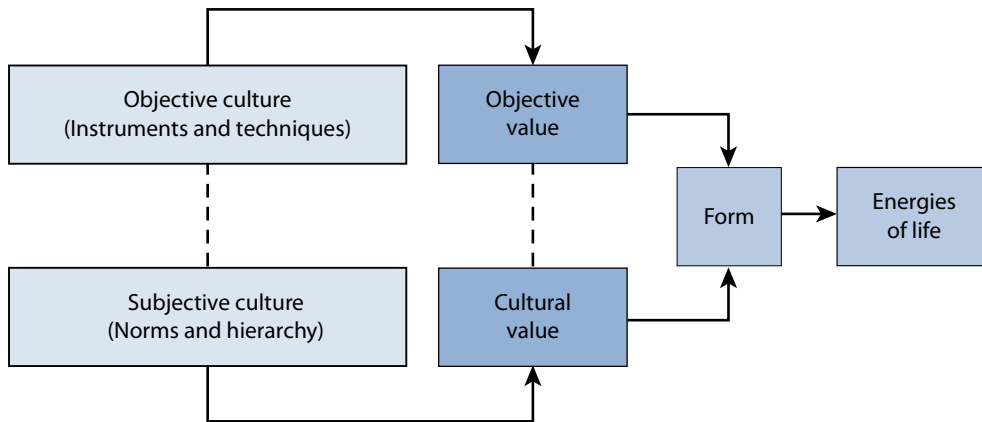 Objective culture
(Instruments and techniques)
Objective
value
Form
Energies
of life
Subjective culture
(Norms and hierarchy)
Cultural
value